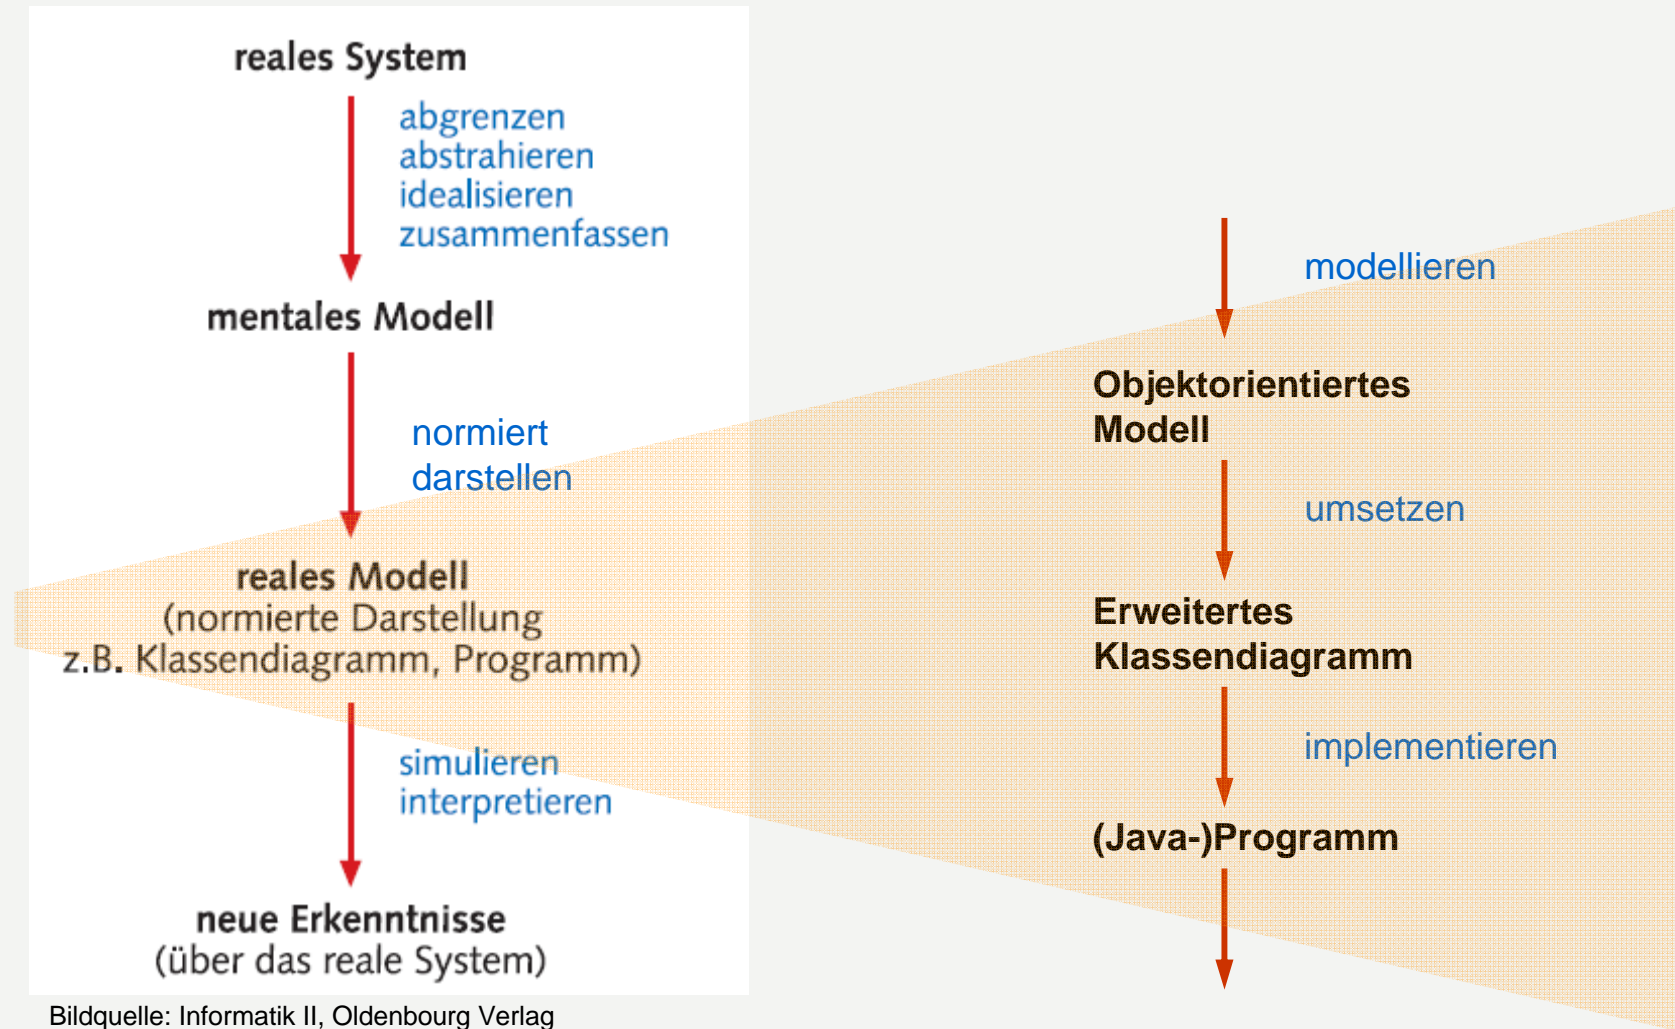 reales System
abgrenzen
abstrahieren
idealisieren
zusammenfassen
mentales Modell
normiert
darstellen
reales Modell
(normierte Darstellung
z.B. Klassendiagramm, Programm)
simulieren
interpretieren
neue Erkenntnisse
(über das reale System)
Bildquelle: Informatik II, Oldenbourg Verlag
modellieren
Objektorientiertes
Modell
umsetzen
Erweitertes
Klassendiagramm
implementieren
(Java-)Programm